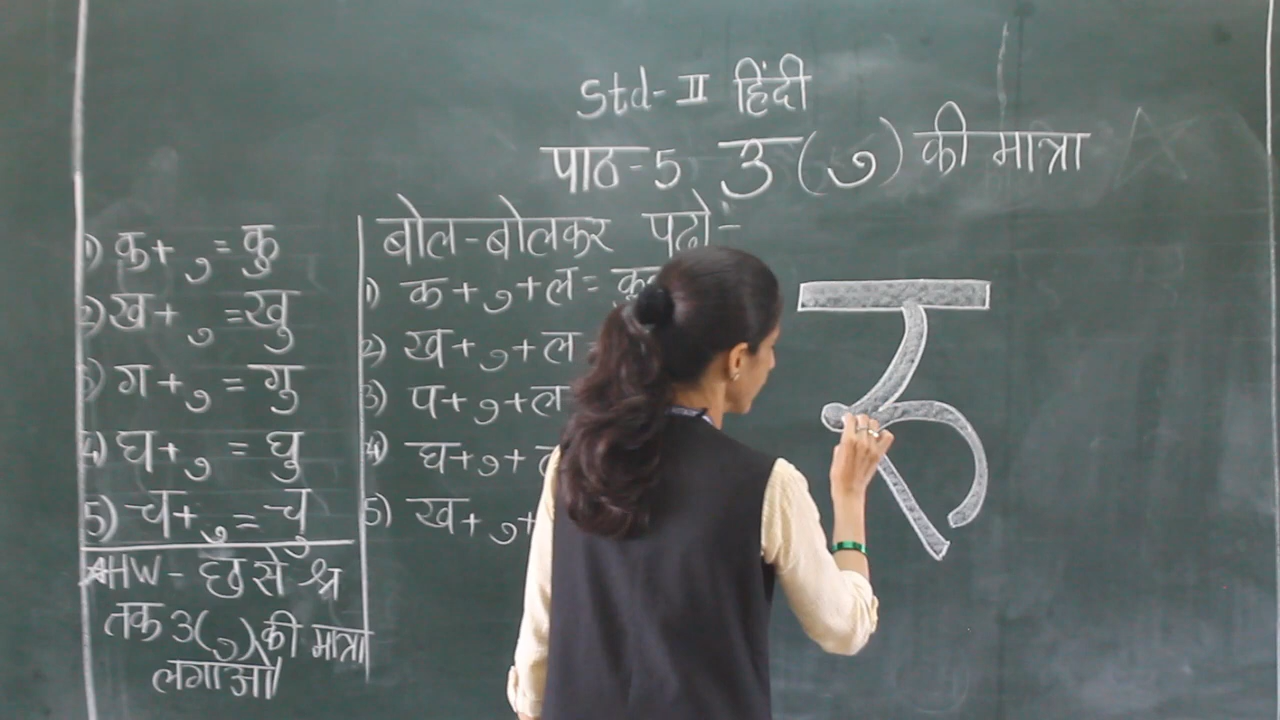 Std-II हिंदी
पाठ-5 उ(ु) की मात्रा
1) क+ु=कु
2) ख+ु=खु
3) ग+ु=गु
4) घ+ु=घु
5) च+ु=चु
HW- छ से श्र
तक उ(ु) की मात्रा
लगाओ
बोल-बोलकर पढो:-
1) क+ु+ल=
2) ख+ु+ल
3) प+ु+ल
4) घ+ु+
5) ख+ु+
रु